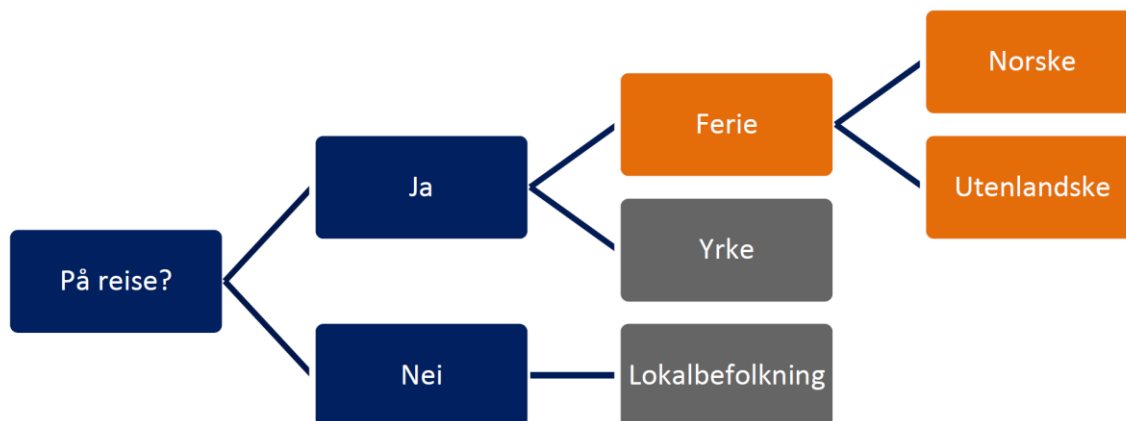 På reise?
Ja
Nei
Ferie
Yrke
Lokalbefolkning
Norske
Utenlandske